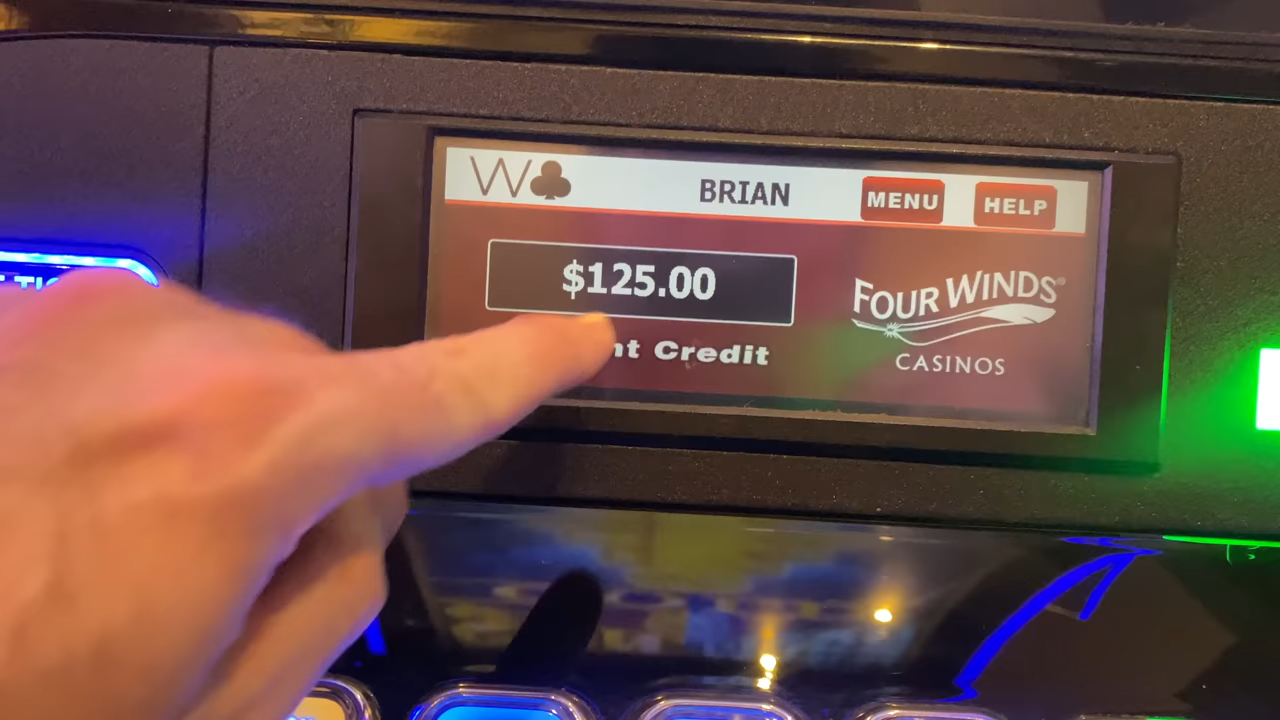 W
BRIAN
MENU
HELP
$125.00
Credit
FOUR WINDS®
CASINOS